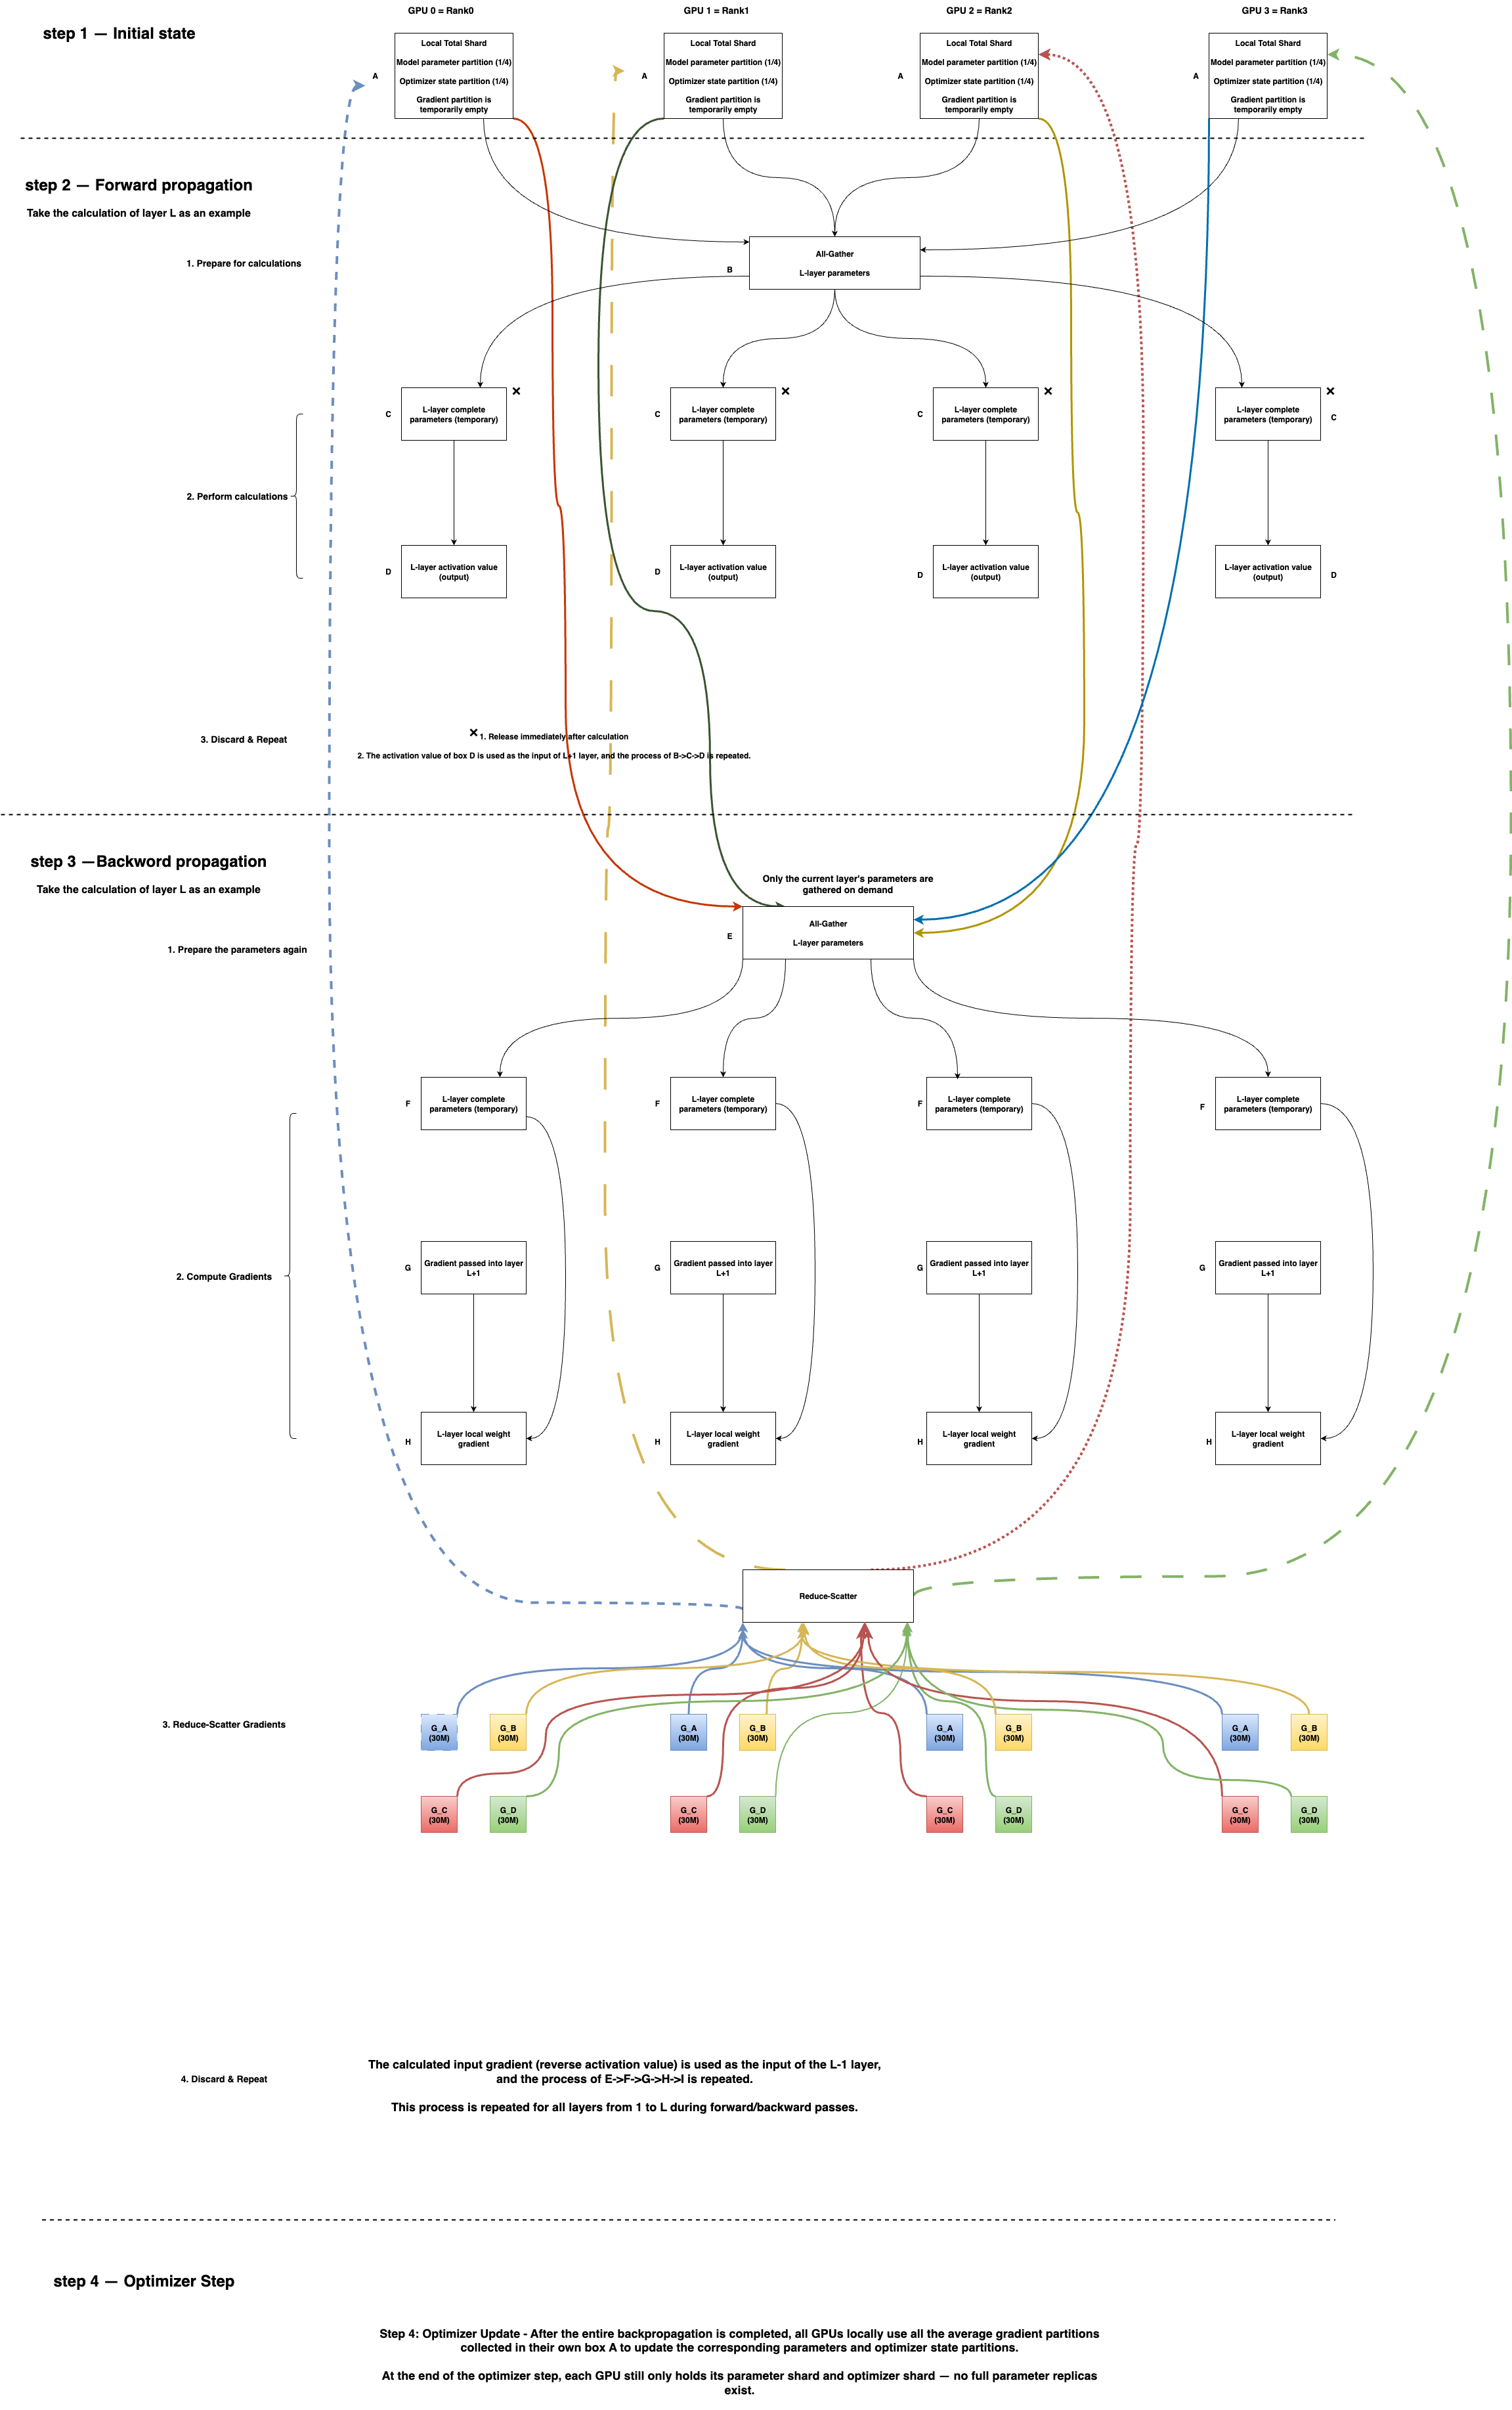 GPU 0 = Rank0
GPU 1 = Rank1
GPU 2 = Rank2
GPU 3 = Rank3
step 1 — Initial state
A
Local Total Shard
Model parameter partition (1/4)
Optimizer state partition (1/4)
Gradient partition is
temporarily empty
A
Local Total Shard
Model parameter partition (1/4)
Optimizer state partition (1/4)
Gradient partition is
temporarily empty
A
Local Total Shard
Model parameter partition (1/4)
Optimizer state partition (1/4)
Gradient partition is
temporarily empty
A
Local Total Shard
Model parameter partition (1/4)
Optimizer state partition (1/4)
Gradient partition is
temporarily empty
step 2 — Forward propagation
Take the calculation of layer L as an example
1. Prepare for calculations
B
All-Gather
L-layer parameters
C
L-layer complete
parameters (temporary)
C
L-layer complete
parameters (temporary)
C
L-layer complete
parameters (temporary)
L-layer complete
parameters (temporary)
C
2. Perform calculations
D
L-layer activation value
(output)
D
L-layer activation value
(output)
D
L-layer activation value
(output)
L-layer activation value
(output)
D
3. Discard & Repeat
1. Release immediately after calculation
2. The activation value of box D is used as the input of L+1 layer, and the process of B->C->D is repeated.
step 3 —Backword propagation
Take the calculation of layer L as an example
Only the current layer's parameters are
gathered on demand
1. Prepare the parameters again
E
All-Gather
L-layer parameters
F
L-layer complete
parameters (temporary)
F
L-layer complete
parameters (temporary)
F
L-layer complete
parameters (temporary)
F
L-layer complete
parameters (temporary)
2. Compute Gradients
G
Gradient passed into layer
L+1
G
Gradient passed into layer
L+1
G
Gradient passed into layer
L+1
G
Gradient passed into layer
L+1
H
L-layer local weight
gradient
H
L-layer local weight
gradient
H
L-layer local weight
gradient
H
L-layer local weight
gradient
Reduce-Scatter
3. Reduce-Scatter Gradients
G_A
(30M)
G_B
(30M)
G_A
(30M)
G_B
(30M)
G_A
(30M)
G_B
(30M)
G_A
(30M)
G_B
(30M)
G_C
(30M)
G_D
(30M)
G_C
(30M)
G_D
(30M)
G_C
(30M)
G_D
(30M)
G_C
(30M)
G_D
(30M)
4. Discard & Repeat
The calculated input gradient (reverse activation value) is used as the input of the L-1 layer,
and the process of E->F->G->H->I is repeated.
This process is repeated for all layers from 1 to L during forward/backward passes.
step 4 — Optimizer Step
Step 4: Optimizer Update - After the entire backpropagation is completed, all GPUs locally use all the average gradient partitions
collected in their own box A to update the corresponding parameters and optimizer state partitions.
At the end of the optimizer step, each GPU still only holds its parameter shard and optimizer shard — no full parameter replicas
exist.